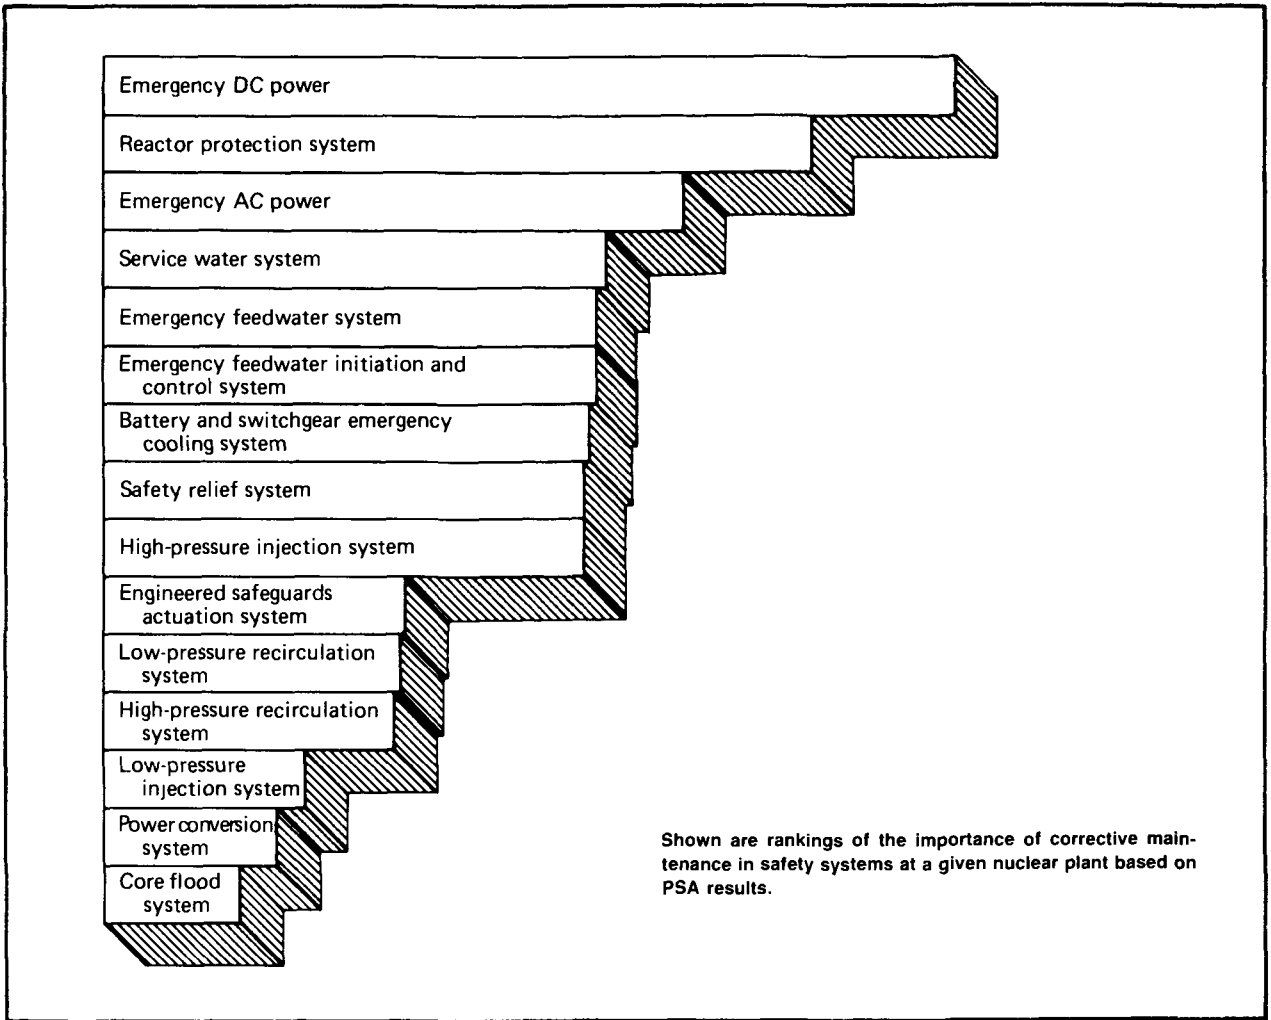 Emergency DC power
Reactor protection system
Emergency AC power
Service water system
Emergency feedwater system
Emergency feedwater initiation and
control system
Battery and switchgear emergency
cooling system
Safety relief system
High-pressure injection system
Engineered safeguards
actuation system
Low-pressure recirculation
system
High-pressure recirculation
system
Low-pressure
injection system
Power conversion
system
Core flood
system
Shown are rankings of the importance of corrective main-
tenance in safety systems at a given nuclear plant based on
PSA results.